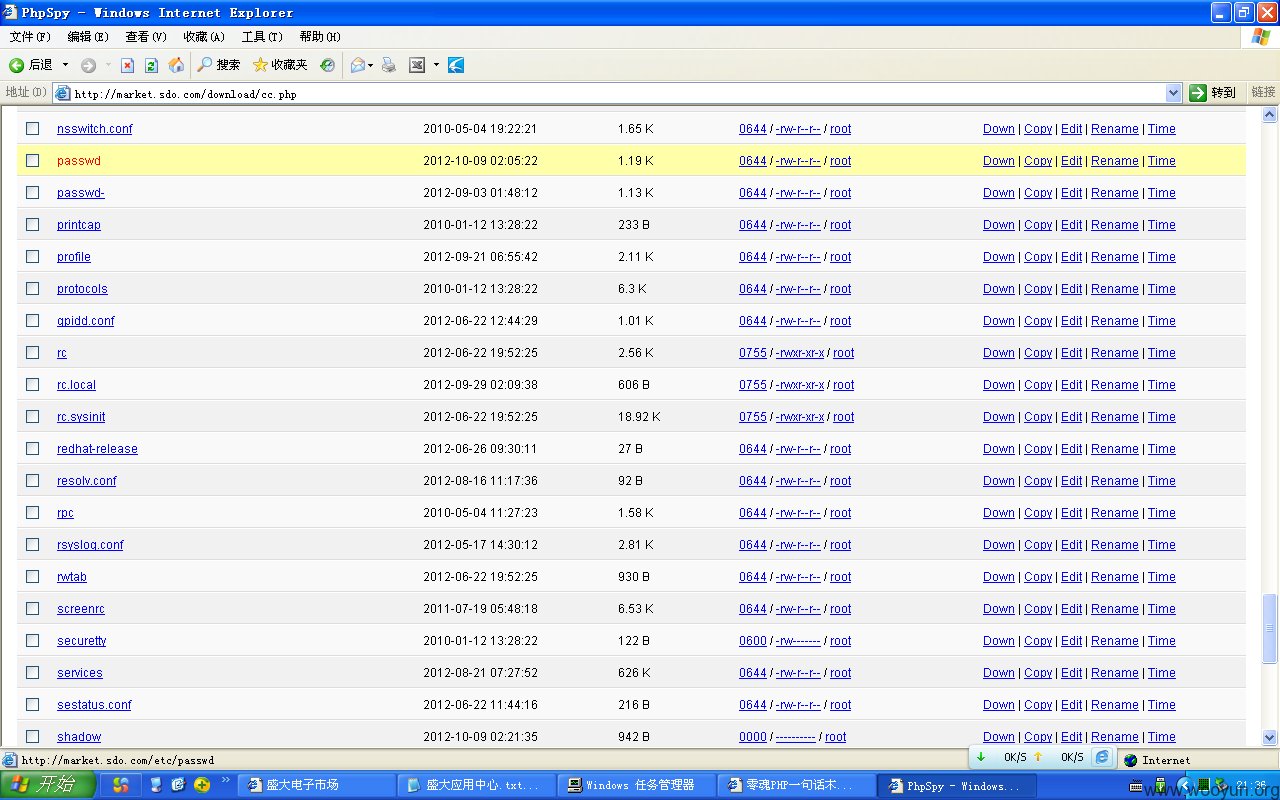 PhpSpy - Windows Internet Explorer
文件(F) 编辑(E) 查看(V) 收藏(A) 工具(T) 帮助(H)
后退 搜索 收藏夹
地址(D) http://market.sdo.com/download/cc.php 转到 链接
nsswitch.conf 2010-05-04 19:22:21 1.65 K 0644 / -rw-r--r-- / root Down | Copy | Edit | Rename | Time
passwd 2012-10-09 02:05:22 1.19 K 0644 / -rw-r--r-- / root Down | Copy | Edit | Rename | Time
passwd- 2012-09-03 01:48:12 1.13 K 0644 / -rw-r--r-- / root Down | Copy | Edit | Rename | Time
printcap 2010-01-12 13:28:22 233 B 0644 / -rw-r--r-- / root Down | Copy | Edit | Rename | Time
profile 2012-09-21 06:55:42 2.11 K 0644 / -rw-r--r-- / root Down | Copy | Edit | Rename | Time
protocols 2010-01-12 13:28:22 6.3 K 0644 / -rw-r--r-- / root Down | Copy | Edit | Rename | Time
qpidd.conf 2012-06-22 12:44:29 1.01 K 0644 / -rw-r--r-- / root Down | Copy | Edit | Rename | Time
rc 2012-06-22 19:52:25 2.56 K 0755 / -rwxr-xr-x / root Down | Copy | Edit | Rename | Time
rc.local 2012-09-29 02:09:38 606 B 0755 / -rwxr-xr-x / root Down | Copy | Edit | Rename | Time
rc.sysinit 2012-06-22 19:52:25 18.92 K 0755 / -rwxr-xr-x / root Down | Copy | Edit | Rename | Time
redhat-release 2012-06-26 09:30:11 27 B 0644 / -rw-r--r-- / root Down | Copy | Edit | Rename | Time
resolv.conf 2012-08-16 11:17:36 92 B 0644 / -rw-r--r-- / root Down | Copy | Edit | Rename | Time
rpc 2010-05-04 11:27:23 1.58 K 0644 / -rw-r--r-- / root Down | Copy | Edit | Rename | Time
rsyslog.conf 2012-05-17 14:30:12 2.81 K 0644 / -rw-r--r-- / root Down | Copy | Edit | Rename | Time
rwtab 2012-06-22 19:52:25 930 B 0644 / -rw-r--r-- / root Down | Copy | Edit | Rename | Time
screenrc 2011-07-19 05:48:18 6.53 K 0644 / -rw-r--r-- / root Down | Copy | Edit | Rename | Time
securetty 2010-01-12 13:28:22 122 B 0600 / -rw------- / root Down | Copy | Edit | Rename | Time
services 2012-08-21 07:27:52 626 K 0644 / -rw-r--r-- / root Down | Copy | Edit | Rename | Time
sestatus.conf 2012-06-22 11:44:16 216 B 0644 / -rw-r--r-- / root Down | Copy | Edit | Rename | Time
shadow 2012-10-09 02:21:35 942 B 0000 / ---------- / root Down | Copy | Edit | Rename | Time
http://market.sdo.com/etc/passwd 0K/S 0K/S Internet
开始 盛大电子市场 盛大应用中心.txt... Windows 任务管理器 零魂PHP一句话木... PhpSpy - Windows... 21:36
www.wooyun.org